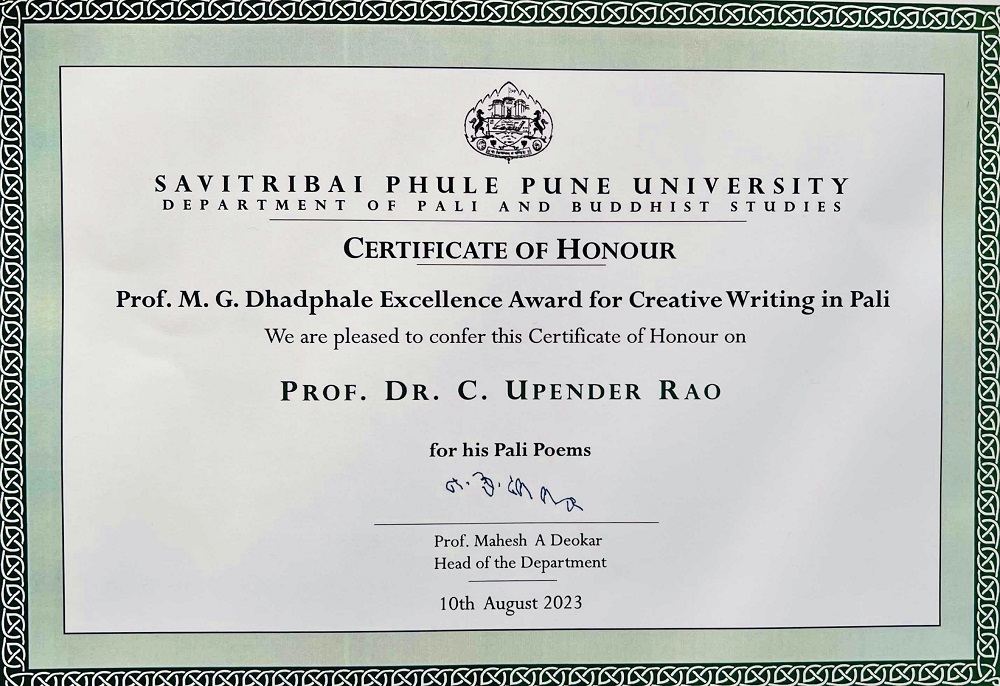 SAVITRIBAI PHULE PUNE UNIVERSITY
DEPARTMENT OF PALI AND BUDDHIST STUDIES
CERTIFICATE OF HONOUR
Prof. M. G. Dhadphale Excellence Award for Creative Writing in Pali
We are pleased to confer this Certificate of Honour on
PROF. DR. C. UPENDER RAO
for his Pali Poems
Prof. Mahesh A Deokar
Head of the Department
10th August 2023